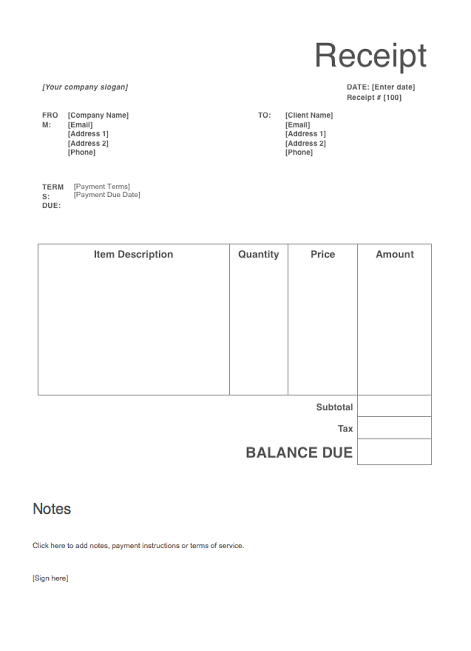 Receipt
[Your company slogan]
DATE: [Enter date]
Receipt # [100]
FRO
M:
[Company Name]
[Email]
[Address 1]
[Address 2]
[Phone]
TO:
[Client Name]
[Email]
[Address 1]
[Address 2]
[Phone]
TERM
S:
DUE:
[Payment Terms]
[Payment Due Date]
Item Description Quantity Price Amount
Subtotal
Tax
BALANCE DUE
Notes
Click here to add notes, payment instructions or terms of service.
[Sign here]